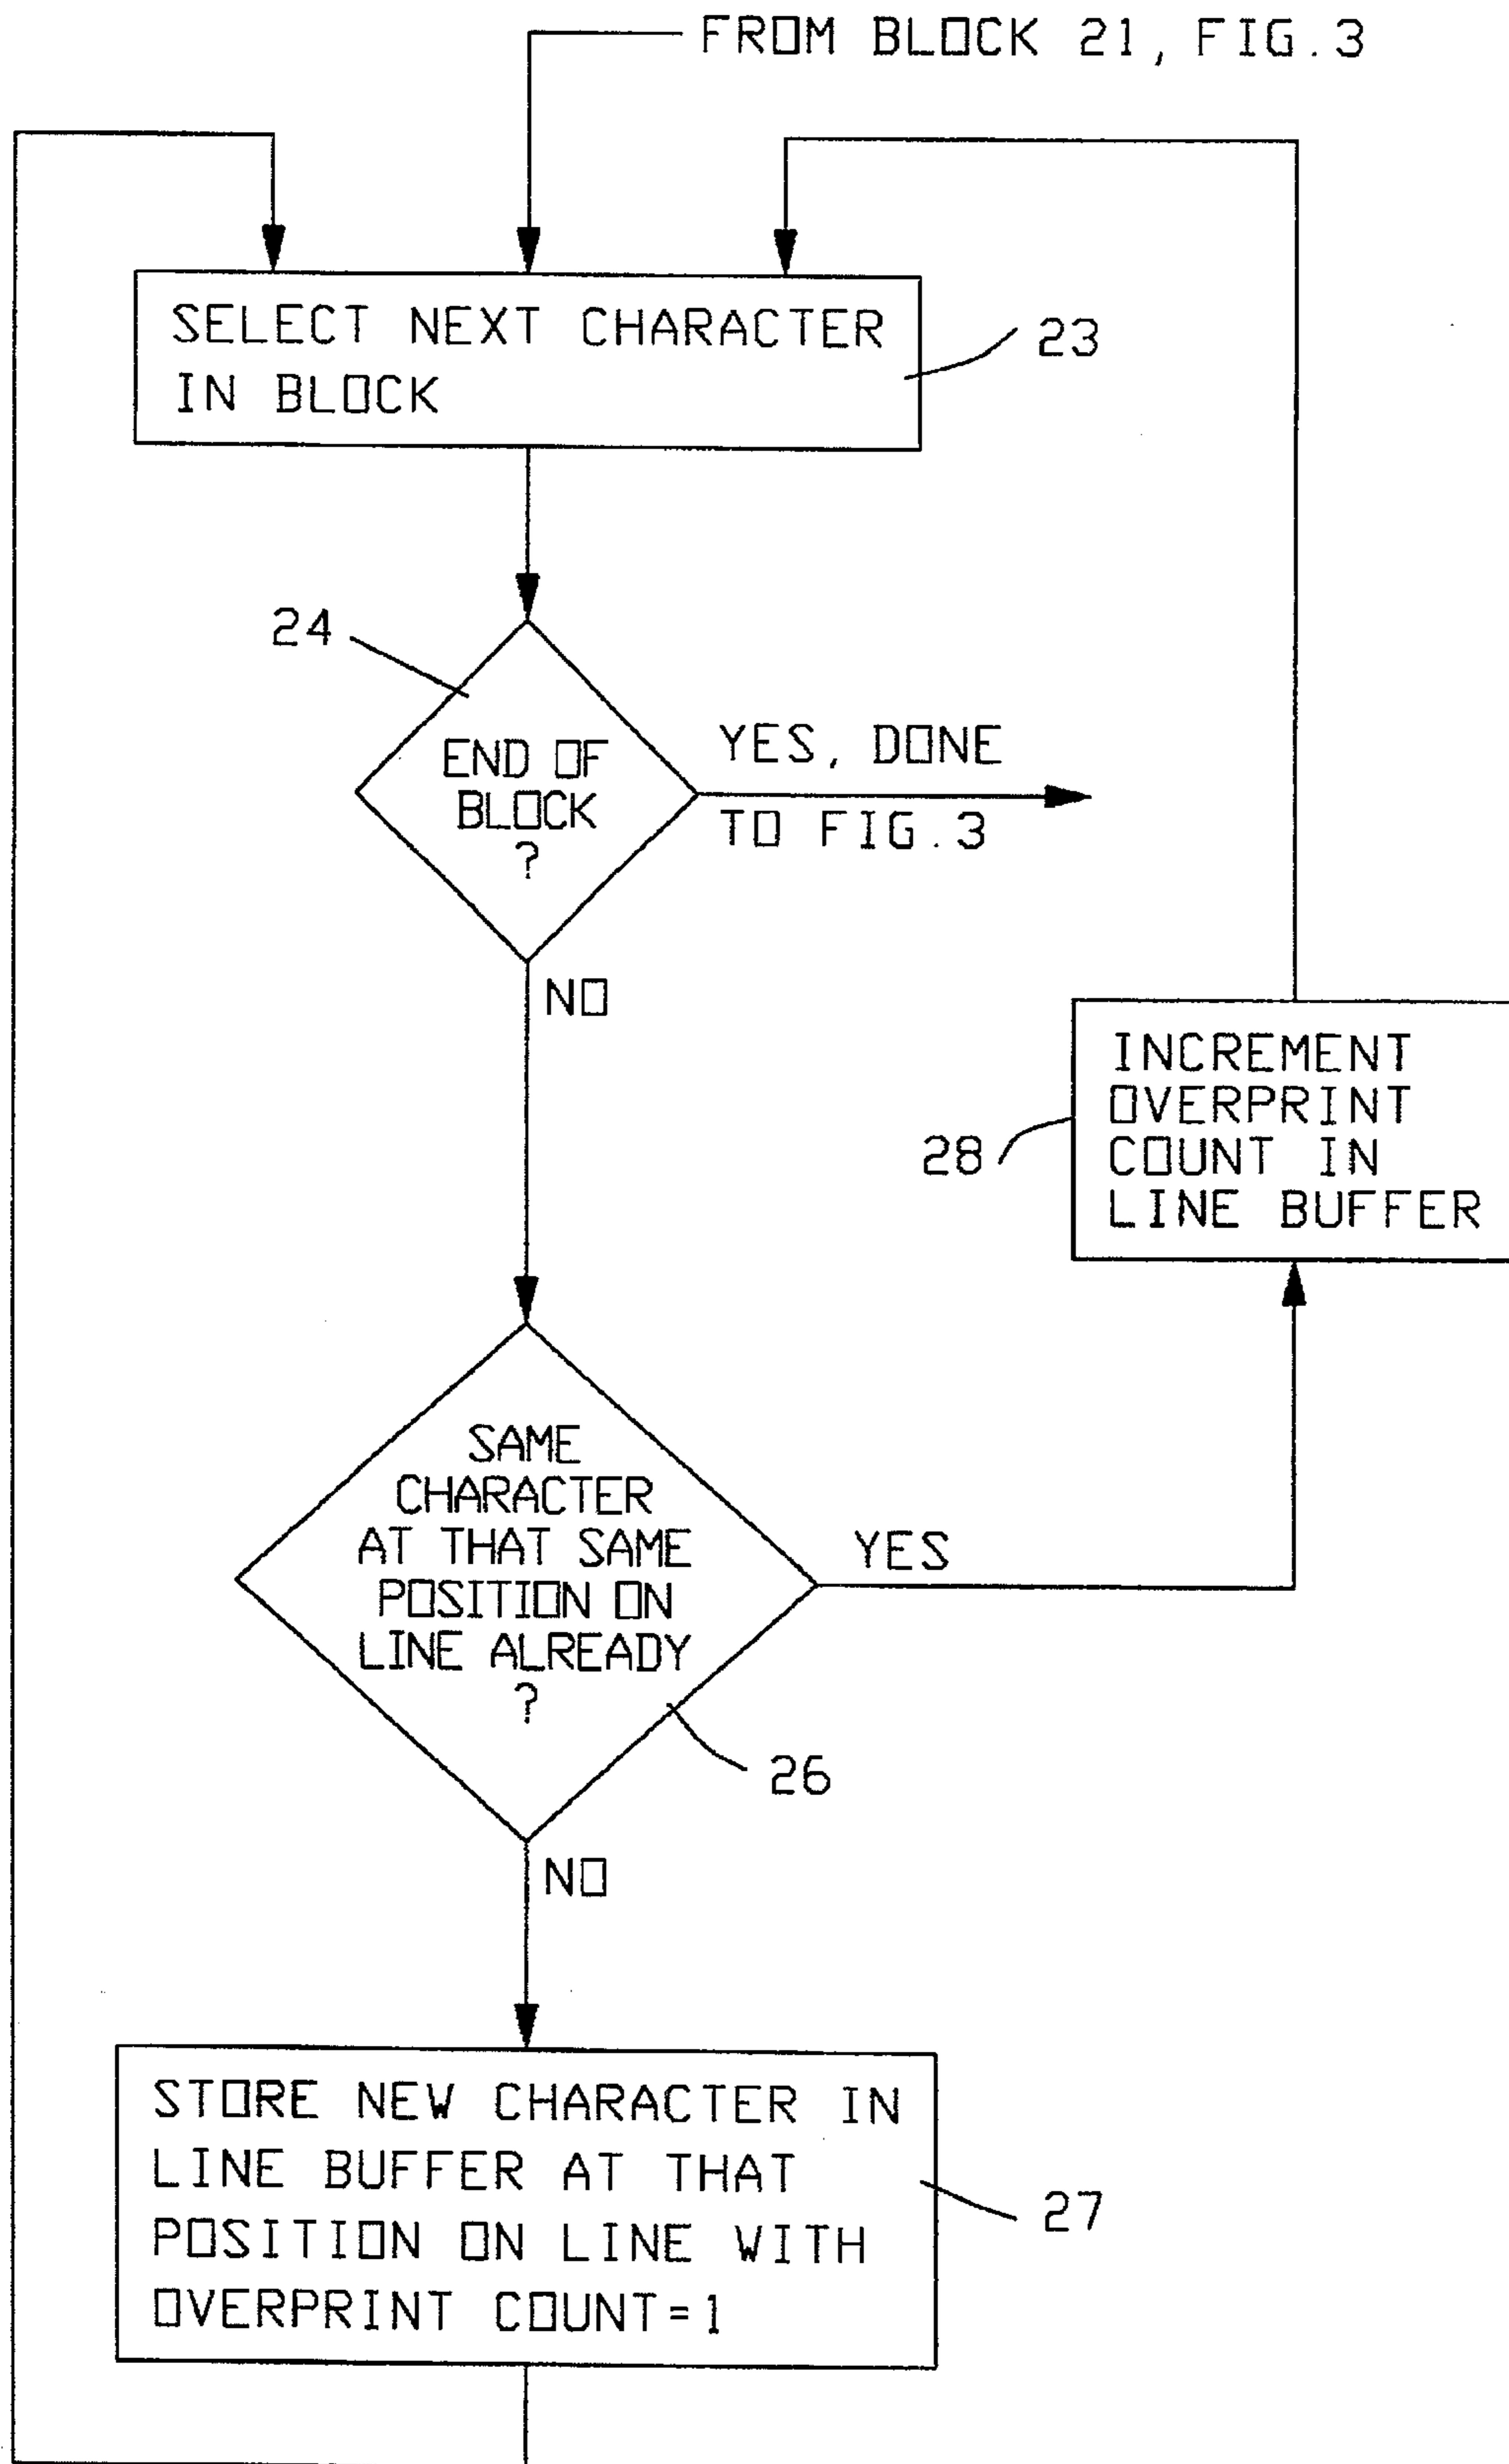 FROM BLOCK 21, FIG.3
SELECT NEXT CHARACTER
IN BLOCK
23
24
END OF
BLOCK
?
YES, DONE
TO FIG.3
NO
INCREMENT
OVERPRINT
COUNT IN
LINE BUFFER
28
SAME
CHARACTER
AT THAT SAME
POSITION ON
LINE ALREADY
?
YES
26
NO
STORE NEW CHARACTER IN
LINE BUFFER AT THAT
POSITION ON LINE WITH
OVERPRINT COUNT=1
27